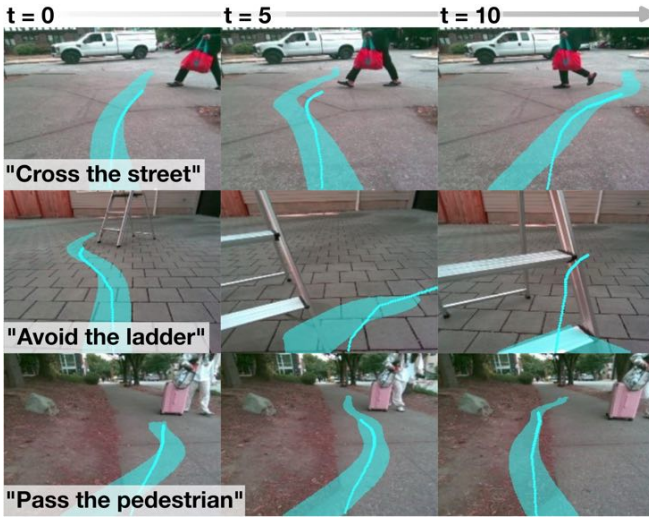 t = 0
t = 5
t = 10
"Cross the street"
"Avoid the ladder"
"Pass the pedestrian"